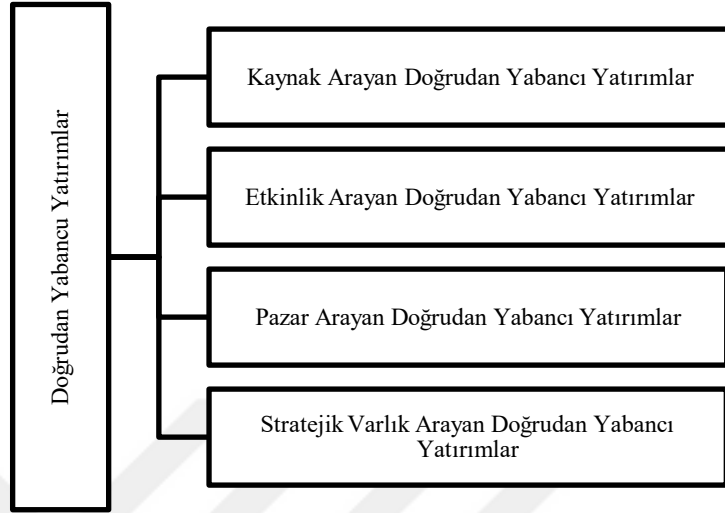 Doğrudan Yabancu Yatırımlar
Kaynak Arayan Doğrudan Yabancı Yatırımlar
Etkinlik Arayan Doğrudan Yabancı Yatırımlar
Pazar Arayan Doğrudan Yabancı Yatırımlar
Stratejik Varlık Arayan Doğrudan Yabancı
Yatırımlar